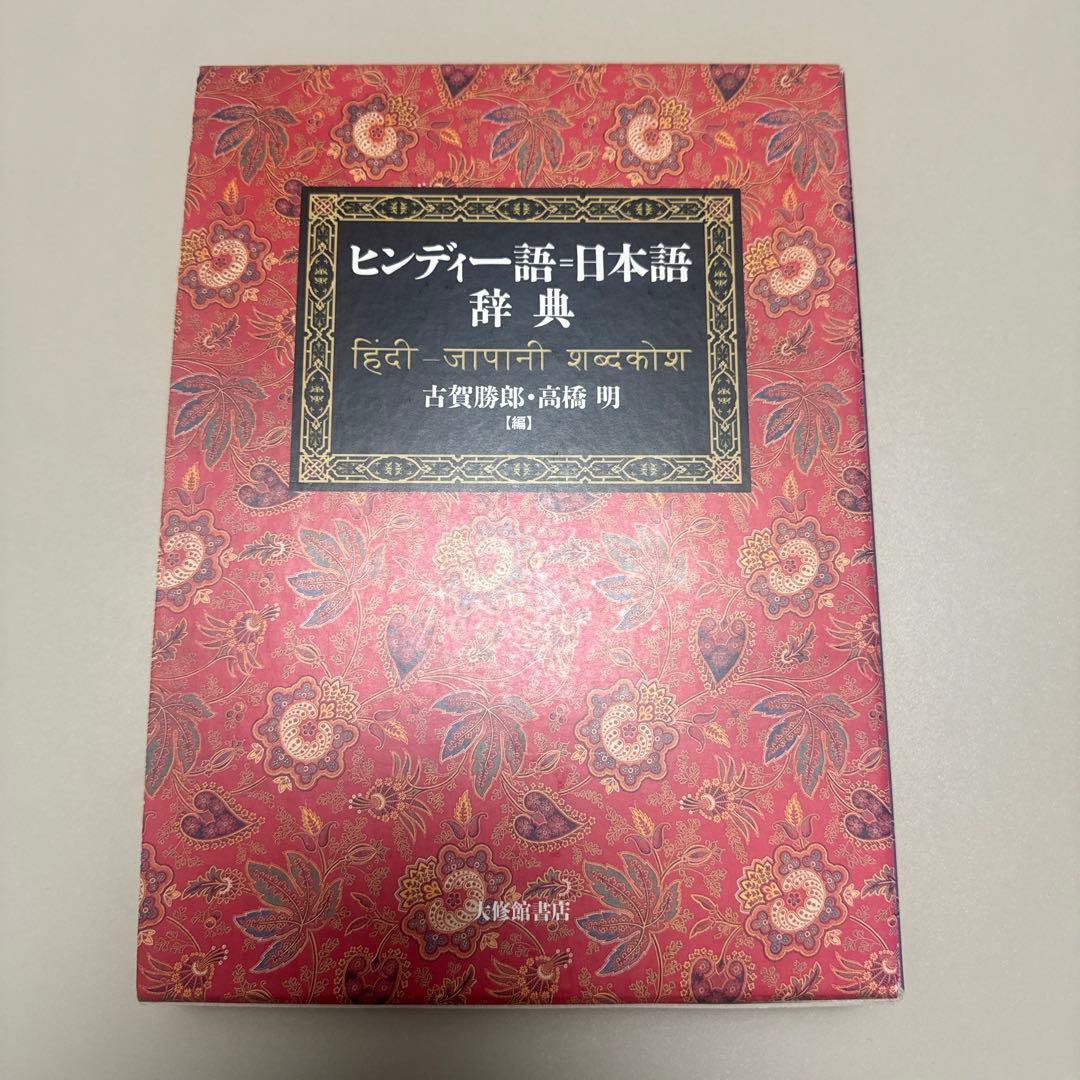 ヒンディー語=日本語
辞典
हिंदी—जापानी शब्दकोश
古賀勝郎・高橋 明
【編】
大修館書店